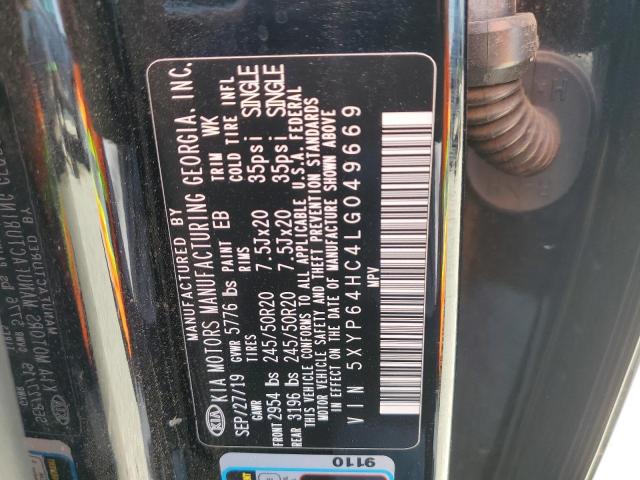 MANUFACTURED BY
KIA KIA MOTORS MANUFACTURING GEORGIA, INC.
SEP/27/19 GVWR 5776 lbs PAINT EB TRIM WK
GAWR TIRES RIMS COLD TIRE INFL
FRONT 2954 lbs 245/50R20 7.5Jx20 35psi SINGLE
REAR 3196 lbs 245/50R20 7.5Jx20 35psi SINGLE
THIS VEHICLE CONFORMS TO ALL APPLICABLE U.S.A. FEDERAL
MOTOR VEHICLE SAFETY AND THEFT PREVENTION STANDARDS
IN EFFECT ON THE DATE OF MANUFACTURE SHOWN ABOVE
VIN 5XYP64HC4LG049669
MPV
9110